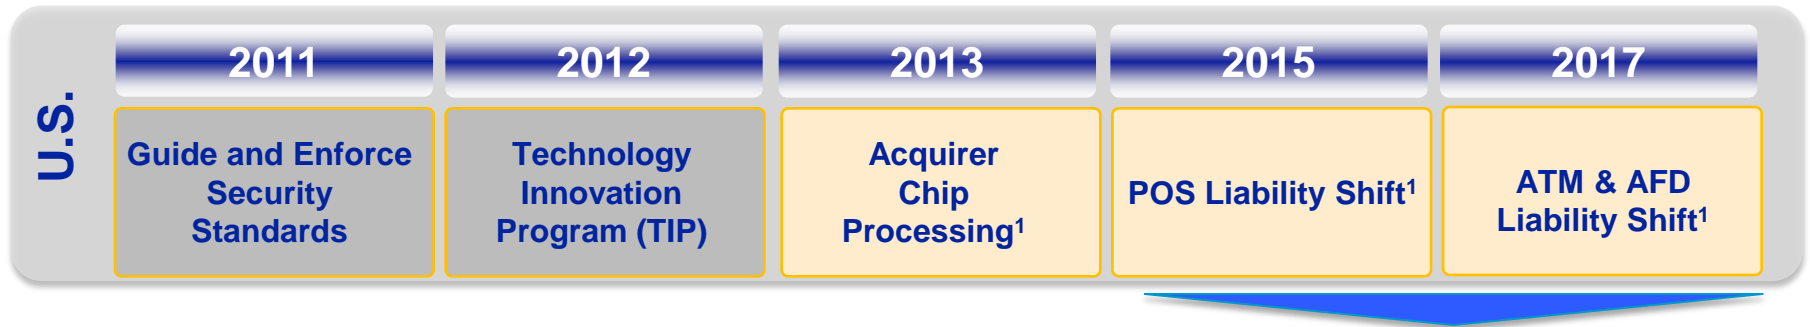 U.S.
2011
2012
2013
2015
2017
Guide and Enforce
Security
Standards
Technology
Innovation
Program (TIP)
Acquirer
Chip
Processing¹
POS Liability Shift¹
ATM & AFD
Liability Shift¹